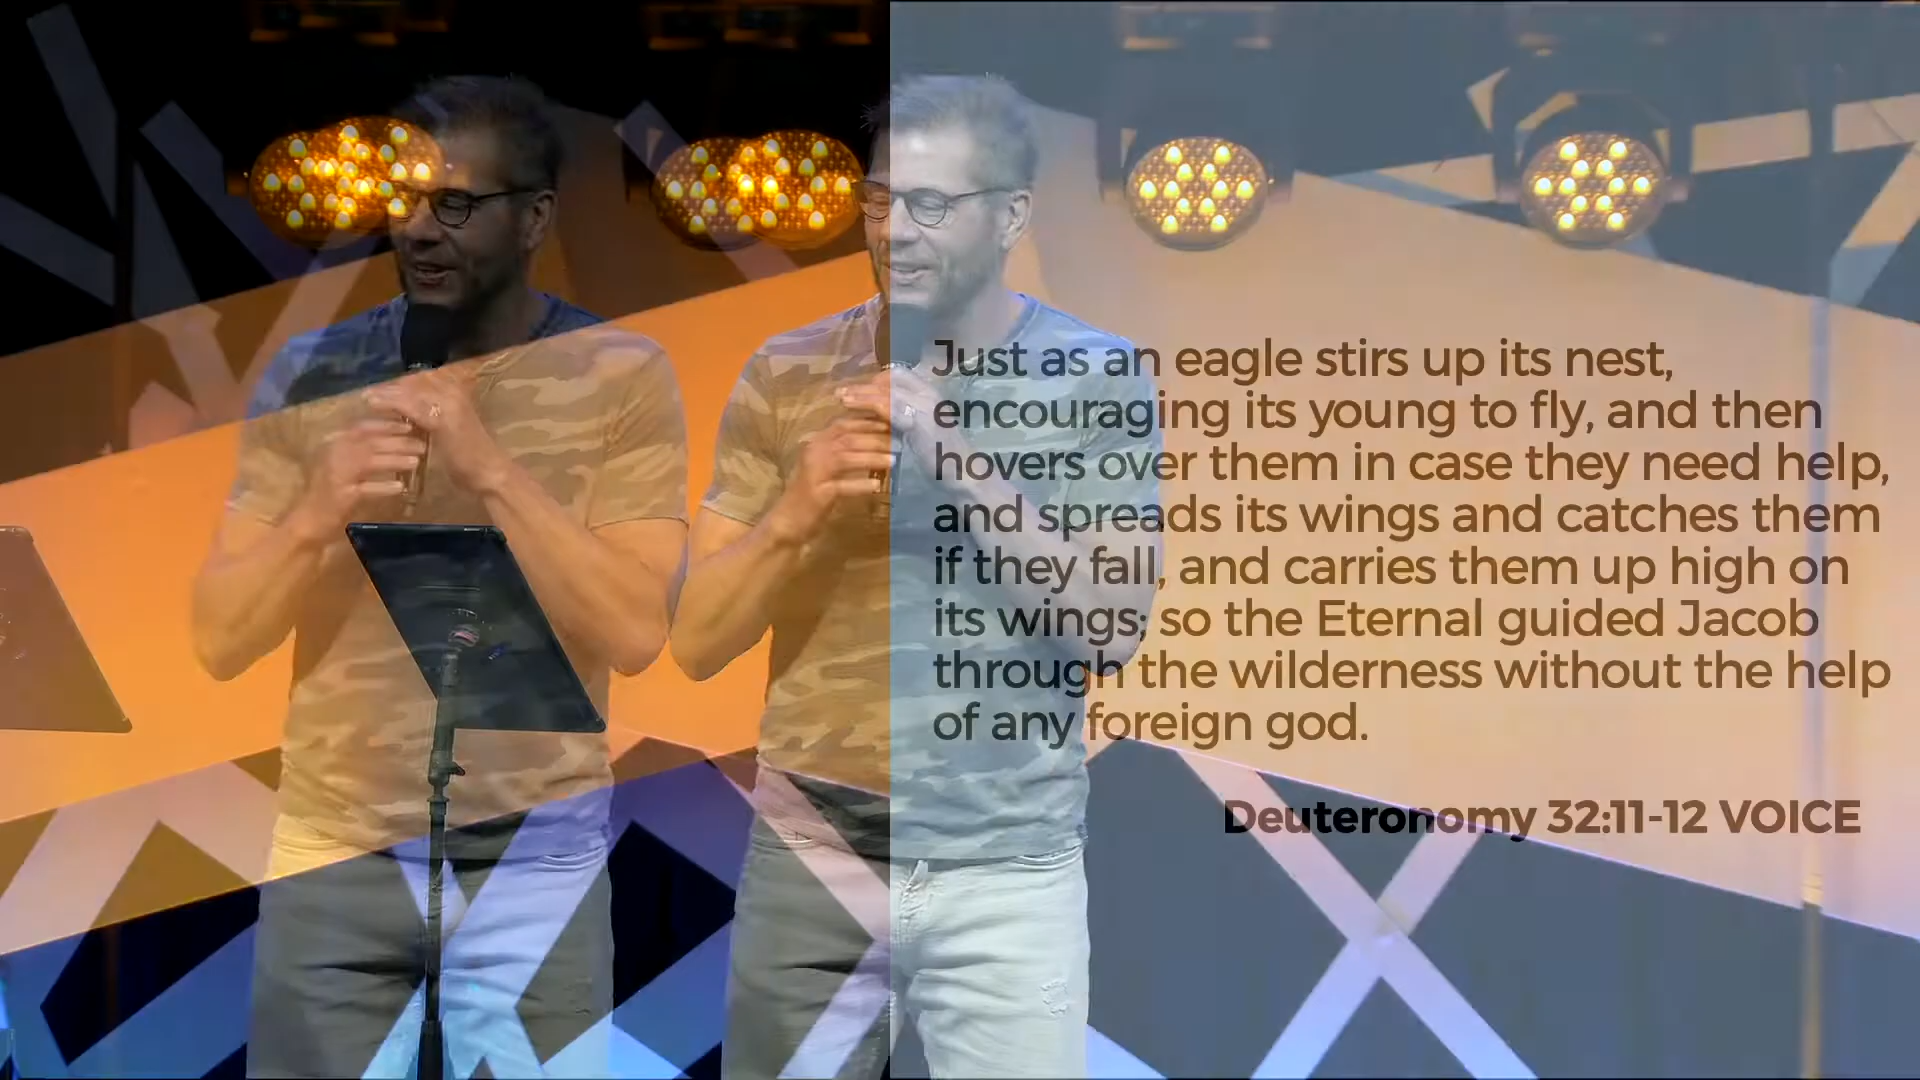 Just as an eagle stirs up its nest,
encouraging its young to fly, and then
hovers over them in case they need help,
and spreads its wings and catches them
if they fall, and carries them up high on
its wings; so the Eternal guided Jacob
through the wilderness without the help
of any foreign god.
Deuteronomy 32:11-12 VOICE